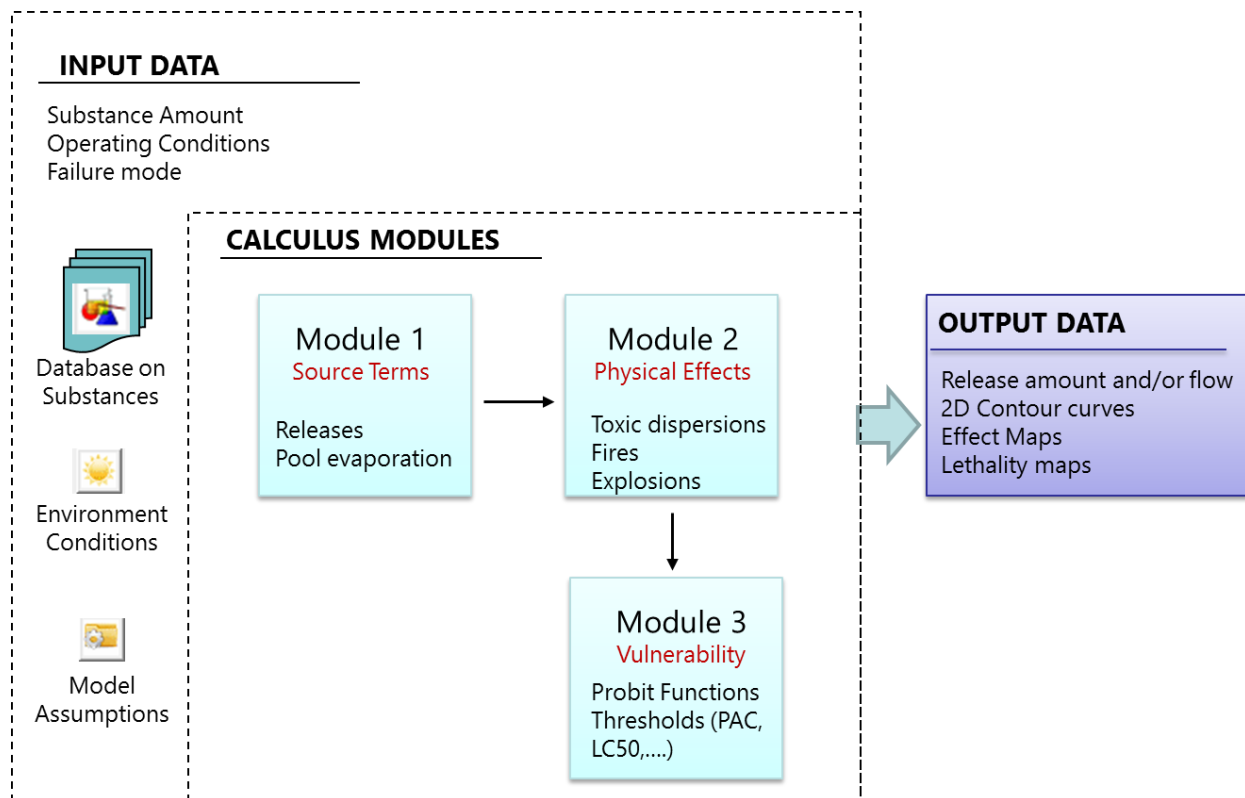 INPUT DATA
Substance Amount
Operating Conditions
Failure mode
Database on
Substances
Environment
Conditions
Model
Assumptions
CALCULUS MODULES
Module 1
Source Terms
Releases
Pool evaporation
Module 2
Physical Effects
Toxic dispersions
Fires
Explosions
Module 3
Vulnerability
Probit Functions
Thresholds (PAC,
LC50,....)
OUTPUT DATA
Release amount and/or flow
2D Contour curves
Effect Maps
Lethality maps